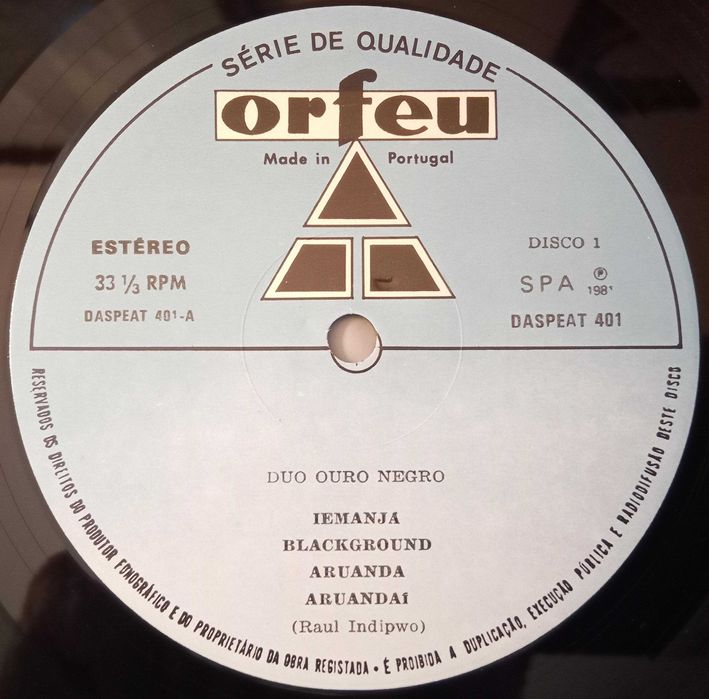 SÉRIE DE QUALIDADE
orfeu
Made in Portugal
ESTÉREO
33 ⅓ RPM
DASPEAT 401-A
DISCO 1
SPA ℗ 1981
DASPEAT 401
DUO OURO NEGRO
IEMANJA
BLACKGROUND
ARUANDA
ARUANDAÍ
(Raul Indipwo)
RESERVADOS OS DIREITOS DO PRODUTOR FONOGRÁFICO E DO PROPRIETÁRIO DA OBRA REGISTADA • É PROIBIDA A DUPLICAÇÃO, EXECUÇÃO PÚBLICA E RADIODIFUSÃO DESTE DISCO